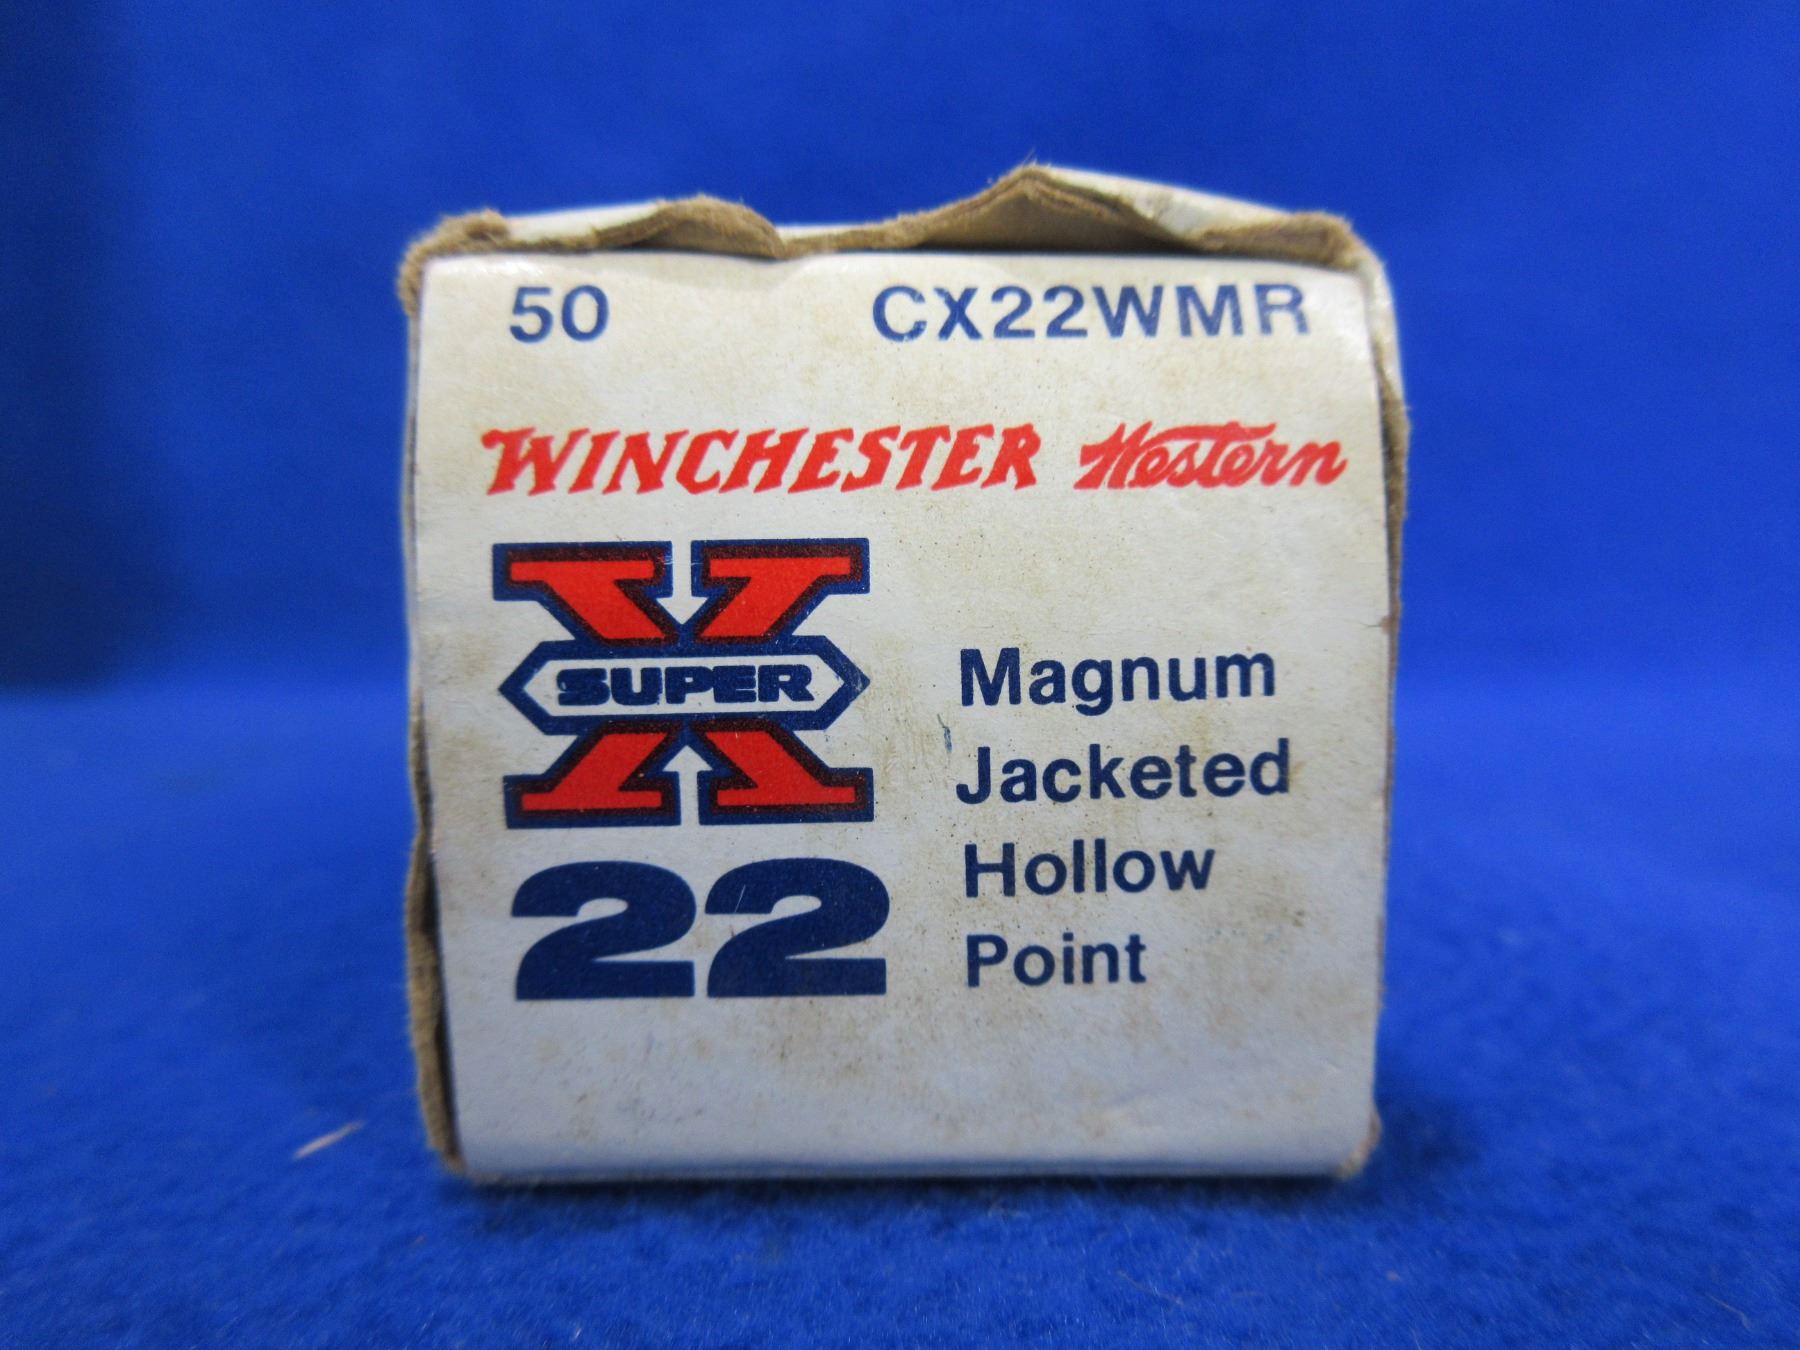 50 CX22WMR
WINCHESTER Western
X
SUPER
22
Magnum
Jacketed
Hollow
Point